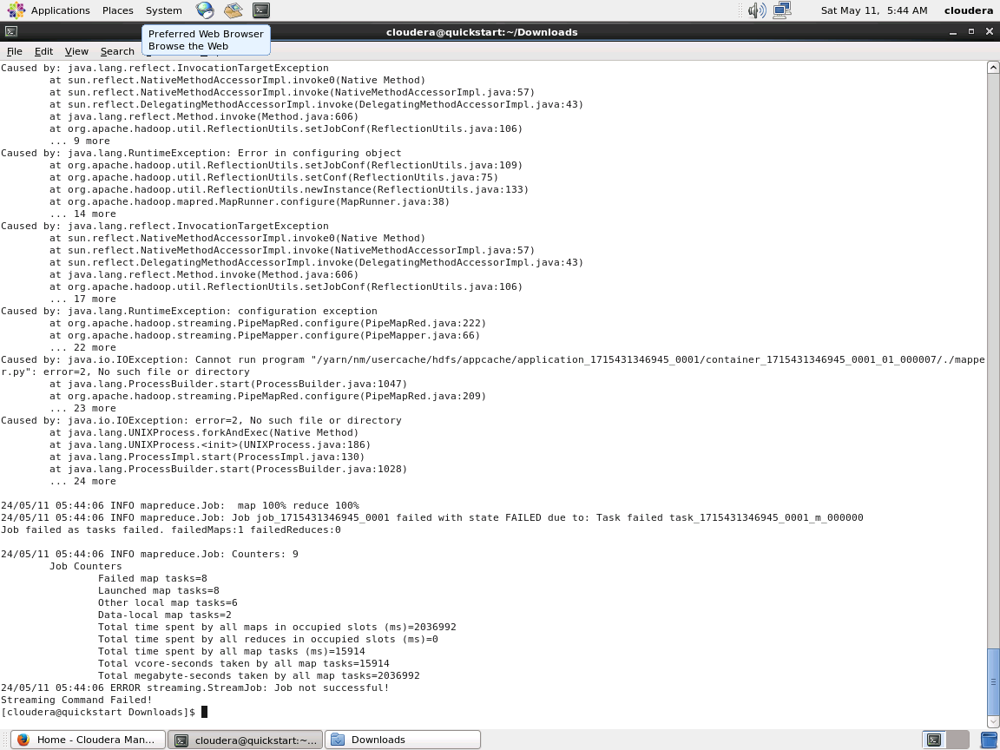 Applications Places System
Sat May 11, 5:44 AM cloudera
cloudera@quickstart:~/Downloads
Preferred Web Browser
Browse the Web
File Edit View Search
Caused by: java.lang.reflect.InvocationTargetException
at sun.reflect.NativeMethodAccessorImpl.invoke0(Native Method)
at sun.reflect.NativeMethodAccessorImpl.invoke(NativeMethodAccessorImpl.java:57)
at sun.reflect.DelegatingMethodAccessorImpl.invoke(DelegatingMethodAccessorImpl.java:43)
at java.lang.reflect.Method.invoke(Method.java:606)
at org.apache.hadoop.util.ReflectionUtils.setJobConf(ReflectionUtils.java:106)
... 9 more
Caused by: java.lang.RuntimeException: Error in configuring object
at org.apache.hadoop.util.ReflectionUtils.setJobConf(ReflectionUtils.java:109)
at org.apache.hadoop.util.ReflectionUtils.setConf(ReflectionUtils.java:75)
at org.apache.hadoop.util.ReflectionUtils.newInstance(ReflectionUtils.java:133)
at org.apache.hadoop.mapred.MapRunner.configure(MapRunner.java:38)
... 14 more
Caused by: java.lang.reflect.InvocationTargetException
at sun.reflect.NativeMethodAccessorImpl.invoke0(Native Method)
at sun.reflect.NativeMethodAccessorImpl.invoke(NativeMethodAccessorImpl.java:57)
at sun.reflect.DelegatingMethodAccessorImpl.invoke(DelegatingMethodAccessorImpl.java:43)
at java.lang.reflect.Method.invoke(Method.java:606)
at org.apache.hadoop.util.ReflectionUtils.setJobConf(ReflectionUtils.java:106)
... 17 more
Caused by: java.lang.RuntimeException: configuration exception
at org.apache.hadoop.streaming.PipeMapRed.configure(PipeMapRed.java:222)
at org.apache.hadoop.streaming.PipeMapper.configure(PipeMapper.java:66)
... 22 more
Caused by: java.io.IOException: Cannot run program "/yarn/nm/usercache/hdfs/appcache/application_1715431346945_0001/container_1715431346945_0001_01_000007/./mappe
r.py": error=2, No such file or directory
at java.lang.ProcessBuilder.start(ProcessBuilder.java:1047)
at org.apache.hadoop.streaming.PipeMapRed.configure(PipeMapRed.java:209)
... 23 more
Caused by: java.io.IOException: error=2, No such file or directory
at java.lang.UNIXProcess.forkAndExec(Native Method)
at java.lang.UNIXProcess.<init>(UNIXProcess.java:186)
at java.lang.ProcessImpl.start(ProcessImpl.java:130)
at java.lang.ProcessBuilder.start(ProcessBuilder.java:1028)
... 24 more
24/05/11 05:44:06 INFO mapreduce.Job:  map 100% reduce 100%
24/05/11 05:44:06 INFO mapreduce.Job: Job job_1715431346945_0001 failed with state FAILED due to: Task failed task_1715431346945_0001_m_000000
Job failed as tasks failed. failedMaps:1 failedReduces:0
24/05/11 05:44:06 INFO mapreduce.Job: Counters: 9
Job Counters
Failed map tasks=8
Launched map tasks=8
Other local map tasks=6
Data-local map tasks=2
Total time spent by all maps in occupied slots (ms)=2036992
Total time spent by all reduces in occupied slots (ms)=0
Total time spent by all map tasks (ms)=15914
Total vcore-seconds taken by all map tasks=15914
Total megabyte-seconds taken by all map tasks=2036992
24/05/11 05:44:06 ERROR streaming.StreamJob: Job not successful!
Streaming Command Failed!
[cloudera@quickstart Downloads]$
Home - Cloudera Man...
cloudera@quickstart:~...
Downloads